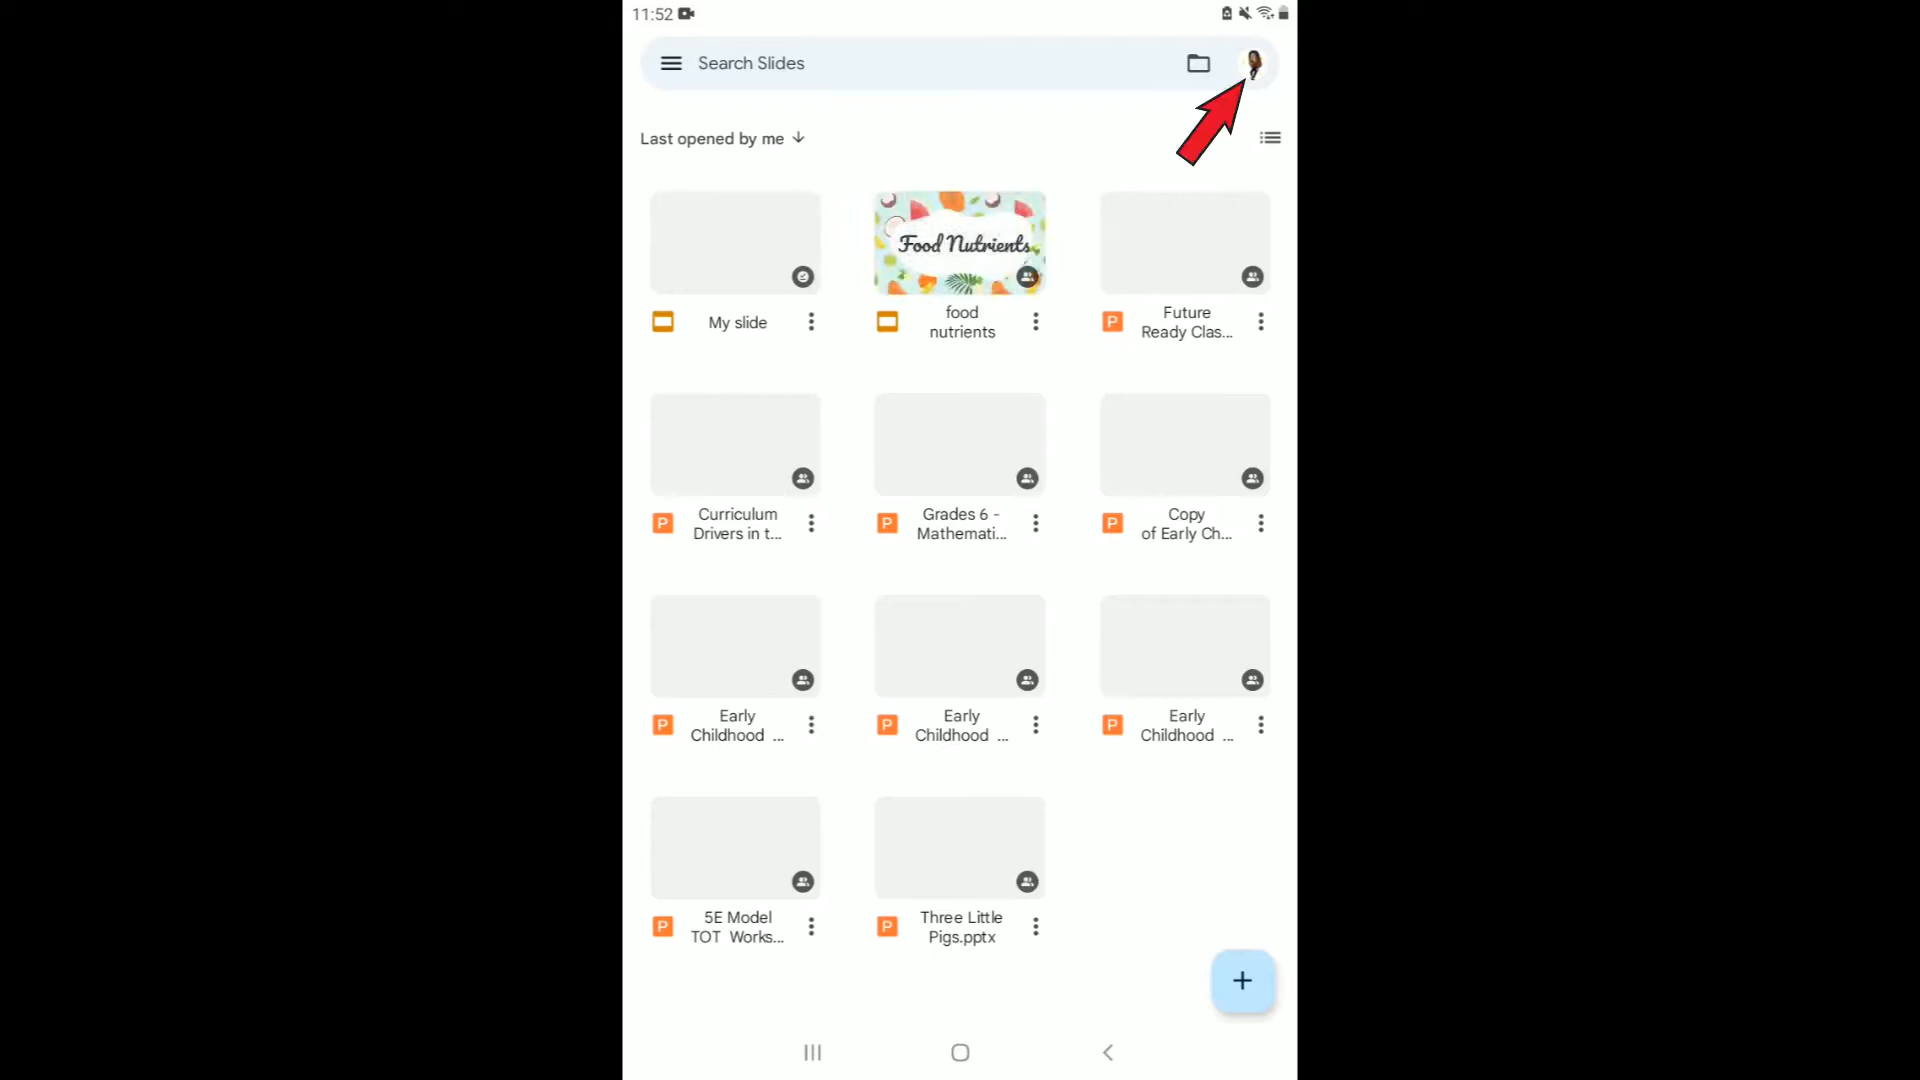 11:52
Search Slides
Last opened by me
Food Nutrients
My slide
food
nutrients
P
Future
Ready Clas...
P
Curriculum
Drivers in t...
P
Grades 6 -
Mathemati...
P
Copy
of Early Ch...
P
Early
Childhood ...
P
Early
Childhood ...
P
Early
Childhood ...
P
5E Model
TOT Works...
P
Three Little
Pigs.pptx